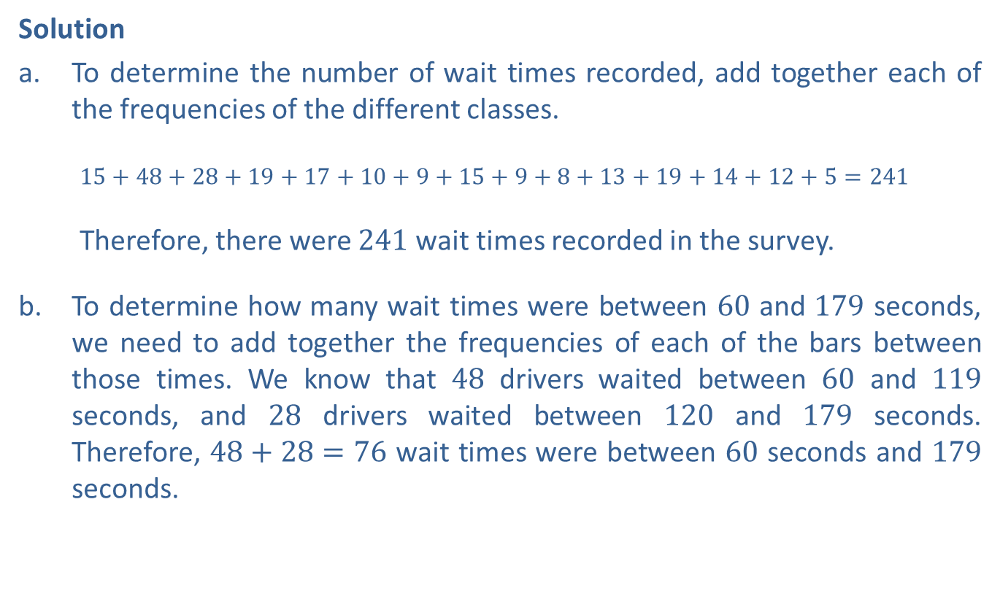 Solution
a. To determine the number of wait times recorded, add together each of
the frequencies of the different classes.
15 + 48 + 28 + 19 + 17 + 10 + 9 + 15 + 9 + 8 + 13 + 19 + 14 + 12 + 5 = 241
Therefore, there were 241 wait times recorded in the survey.
b. To determine how many wait times were between 60 and 179 seconds,
we need to add together the frequencies of each of the bars between
those times. We know that 48 drivers waited between 60 and 119
seconds, and 28 drivers waited between 120 and 179 seconds.
Therefore, 48 + 28 = 76 wait times were between 60 seconds and 179
seconds.